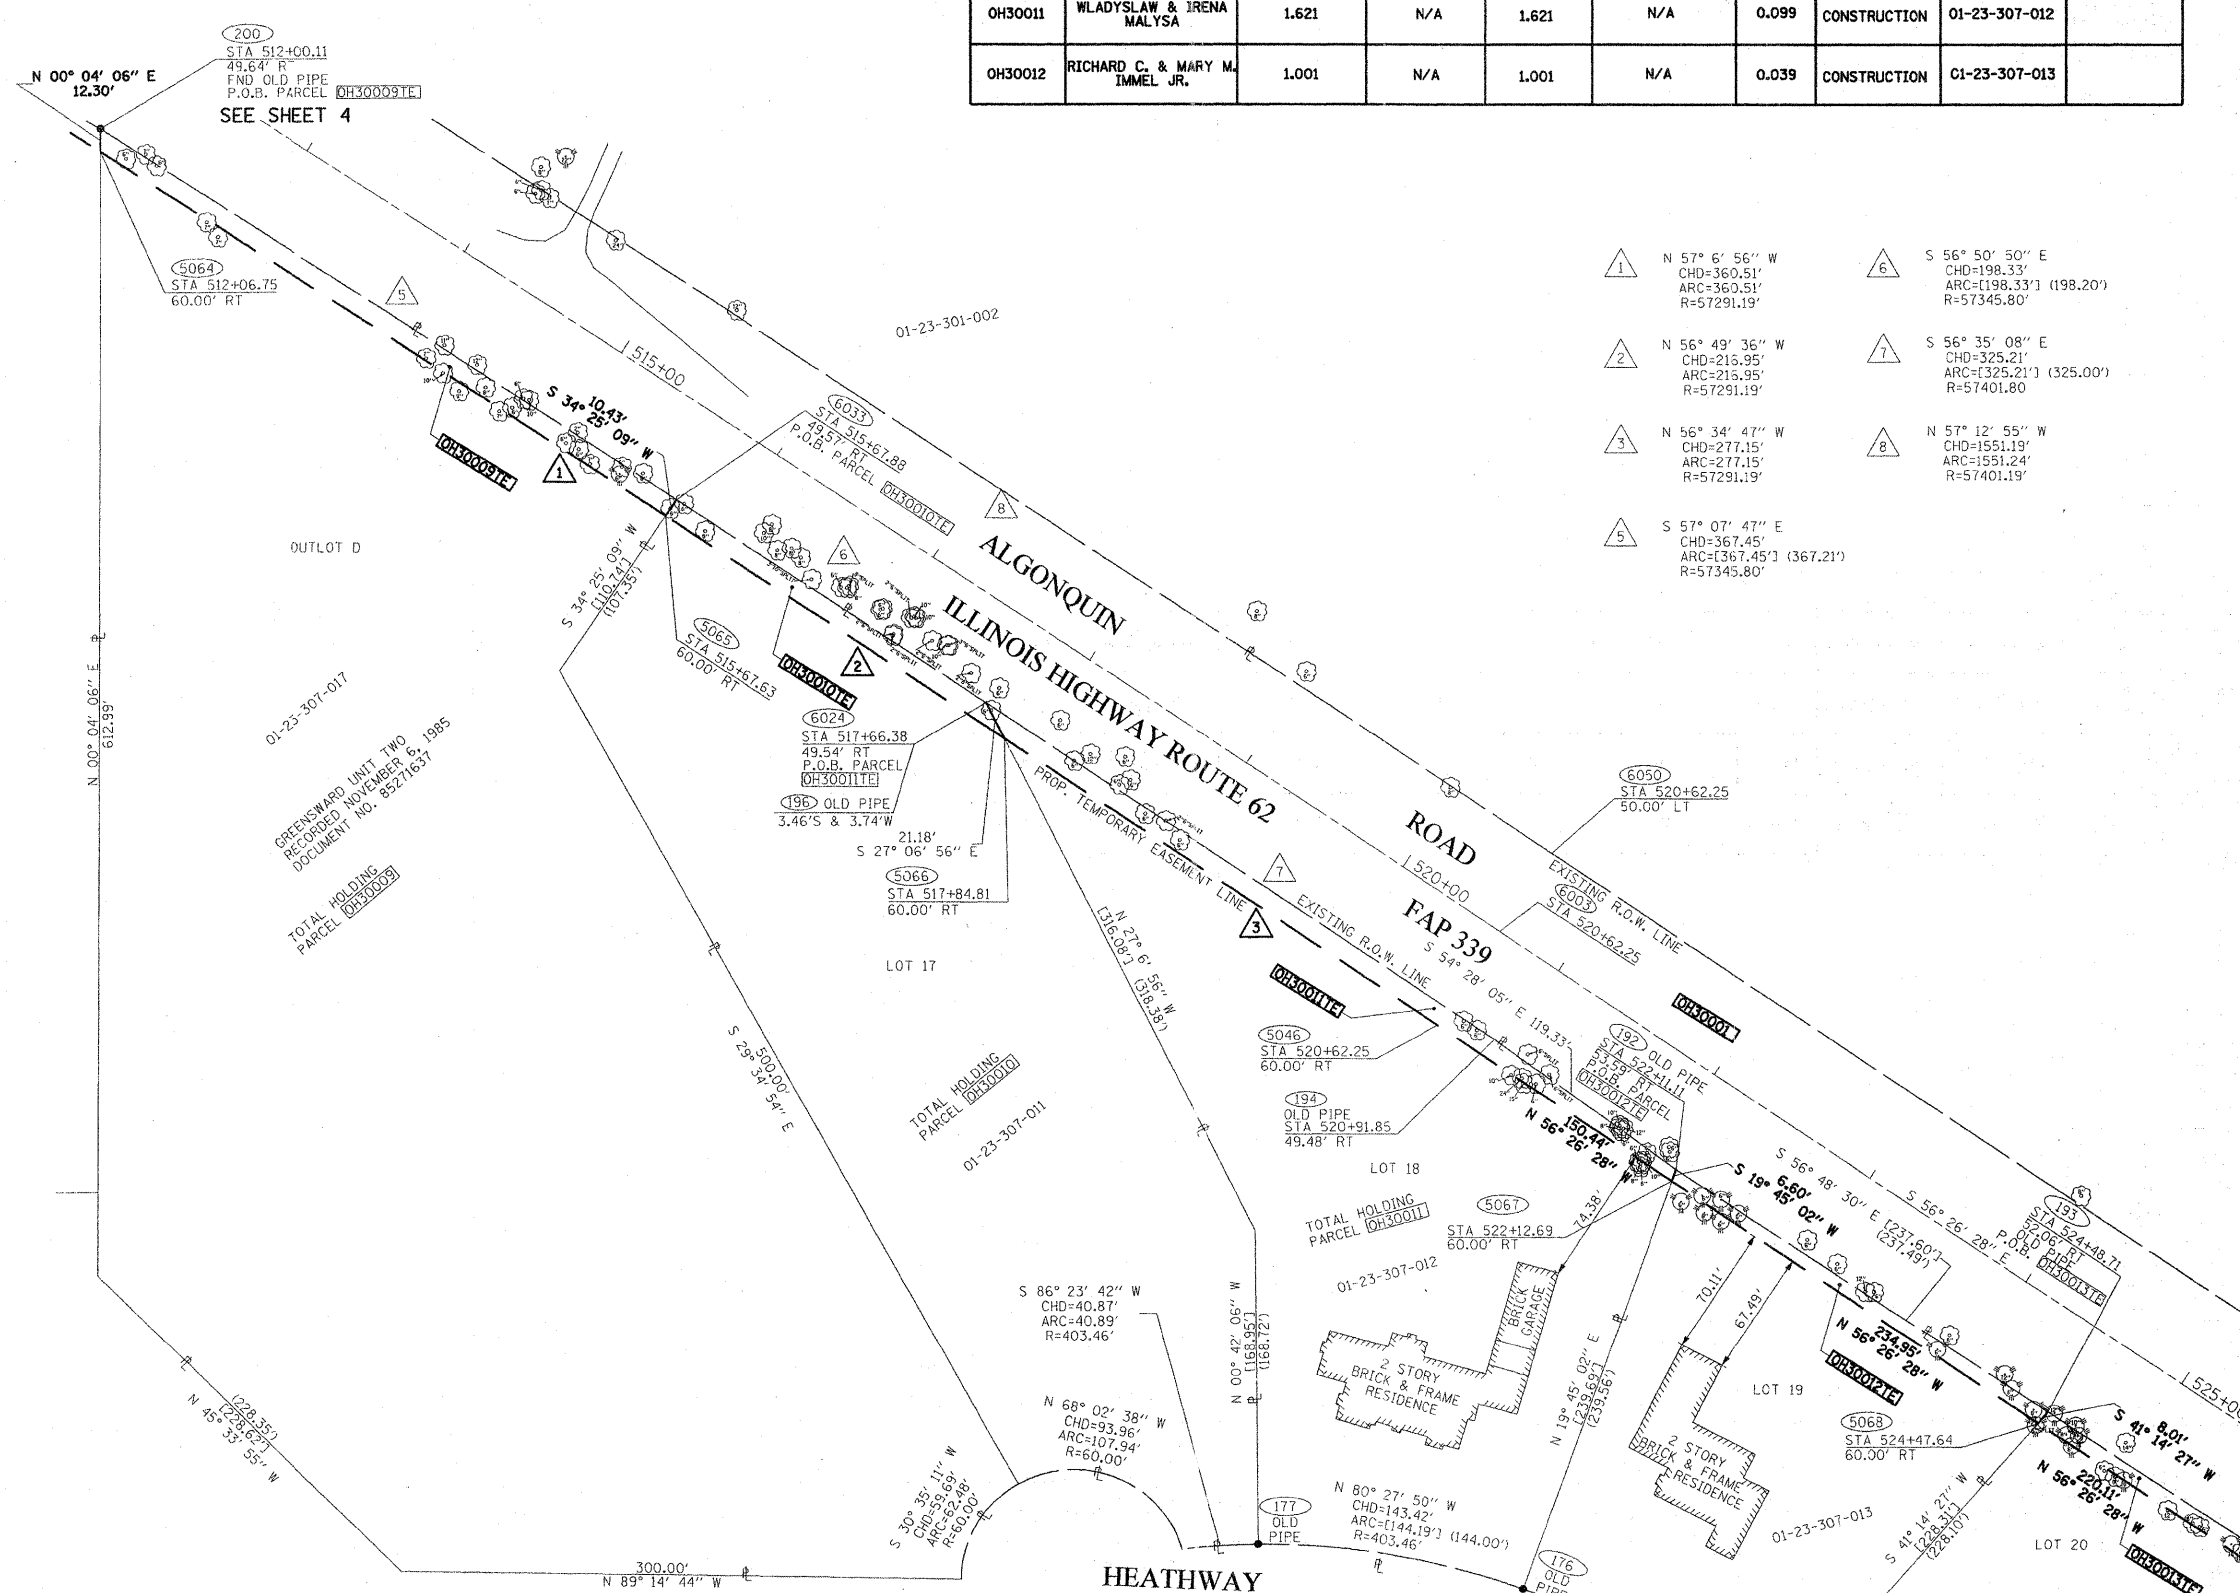 OH30011 WLADYSLAW & IRENA MALYSA 1.621 N/A 1.621 N/A 0.099 CONSTRUCTION 01-23-307-012
OH30012 RICHARD C. & MARY M. IMMEL JR. 1.001 N/A 1.001 N/A 0.039 CONSTRUCTION 01-23-307-013
200
STA 512+00.11
49.64' R
FND OLD PIPE
P.O.B. PARCEL OH30009TE
SEE SHEET 4
N 00° 04' 06" E
12.30'
5064
STA 512+06.75
60.00' RT
5
01-23-301-002
515+00
1
N 57° 6' 56" W
CHD=360.51'
ARC=360.51'
R=57291.19'
6
S 56° 50' 50" E
CHD=198.33'
ARC=[198.33'] (198.20')
R=57345.80'
2
N 56° 49' 36" W
CHD=216.95'
ARC=216.95'
R=57291.19'
7
S 56° 35' 08" E
CHD=325.21'
ARC=[325.21'] (325.00')
R=57401.80
3
N 56° 34' 47" W
CHD=277.15'
ARC=277.15'
R=57291.19'
8
N 57° 12' 55" W
CHD=1551.19'
ARC=1551.24'
R=57401.19'
5
S 57° 07' 47" E
CHD=367.45'
ARC=[367.45'] (367.21')
R=57345.80'
10.43'
S 34° 25' 09" W
OH30009TE
1
6033
STA 515+67.88
49.57' RT
P.O.B. PARCEL
OH30010TE
8
ALGONQUIN
ROAD
ILLINOIS HIGHWAY ROUTE 62
FAP 339
OUTLOT D
S 34° 25' 09" W
[110.74']
(107.35')
6
5065
STA 515+67.63
60.00' RT
OH30010TE
2
6024
STA 517+66.38
49.54' RT
P.O.B. PARCEL
OH30011TE
196 OLD PIPE
3.46'S & 3.74'W
21.18'
S 27° 06' 56" E
5066
STA 517+84.81
60.00' RT
N 00° 04' 06" E
612.99'
01-23-307-017
GREENSWARD UNIT TWO
RECORDED NOVEMBER 6, 1985
DOCUMENT NO. 85271637
TOTAL HOLDING
PARCEL OH30009
PROP. TEMPORARY EASEMENT LINE
7
3
EXISTING R.O.W. LINE
520+00
6050
STA 520+62.25
50.00' LT
EXISTING R.O.W. LINE
6003
STA 520+62.25
S 54° 28' 05" E 119.33'
OH30001
OH30011TE
LOT 17
N 27° 6' 56" W
[316.08'] (318.38')
500.00'
S 29° 34' 54" E
TOTAL HOLDING
PARCEL OH30010
01-23-307-011
5046
STA 520+62.25
60.00' RT
194
OLD PIPE
STA 520+91.85
49.48' RT
192 OLD PIPE
STA 522+11.11
53.59' RT
P.O.B. PARCEL
OH30012TE
150.44'
N 56° 26' 28" W
LOT 18
TOTAL HOLDING
PARCEL OH30011
01-23-307-012
5067
STA 522+12.69
60.00' RT
74.38'
6.60'
S 19° 45' 02" W
S 56° 48' 30" E [237.60']
(237.49')
S 56° 26' 28" E
193
STA 524+48.71
52.06' RT
OLD PIPE
P.O.B.
OH30013TE
70.11'
67.49'
BRICK
GARAGE
2 STORY
BRICK & FRAME
RESIDENCE
S 86° 23' 42" W
CHD=40.87'
ARC=40.89'
R=403.46'
N 00° 42' 06" W
[168.95']
(168.72')
N 19° 45' 02" E
[239.69']
(239.56')
234.95'
N 56° 26' 28" W
OH30012TE
LOT 19
2 STORY
BRICK & FRAME
RESIDENCE
01-23-307-013
525+00
5068
STA 524+47.64
60.00' RT
8.01'
S 41° 14' 27" W
220.11'
N 56° 26' 28" W
S 41° 14' 27" W
[228.31']
(228.10')
LOT 20
OH30013TE
(228.35')
[228.62']
N 45° 33' 55" W
N 68° 02' 38" W
CHD=93.96'
ARC=107.94'
R=60.00'
S 30° 35' 11" W
CHD=59.69'
ARC=62.48'
R=60.00'
N 80° 27' 50" W
CHD=143.42'
ARC=[144.19'] (144.00')
R=403.46'
177
OLD
PIPE
176
OLD
PIPE
300.00'
N 89° 14' 44" W
HEATHWAY